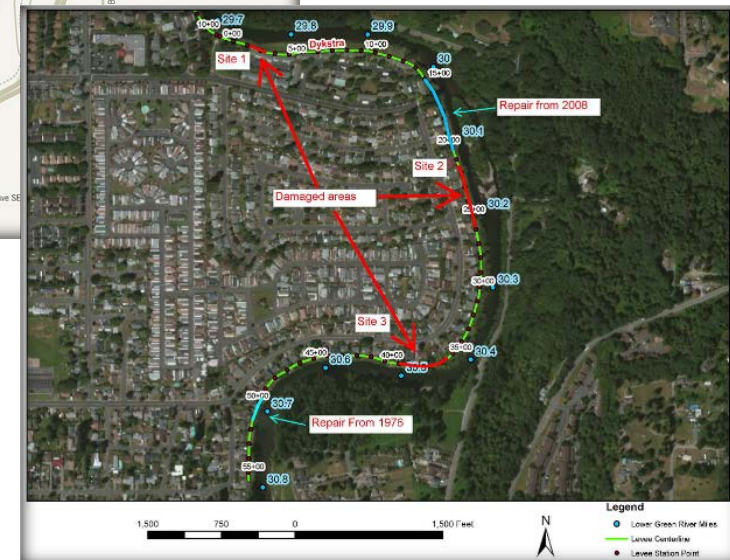 29.7
10+00
0+00
29.8
29.9
Dykstra
5+00
10+00
Site 1
30
15+00
Repair from 2008
20+00
30.1
Site 2
Damaged areas
25+00
30.2
30+00
30.3
Site 3
45+00
40+00
35+00
30.4
30.6
50+00
30.7
Repair From 1976
55+00
30.8
ve SE
1,500
750
0
1,500 Feet
N
Legend
Lower Green River Miles
Levee Centerline
Levee Station Point